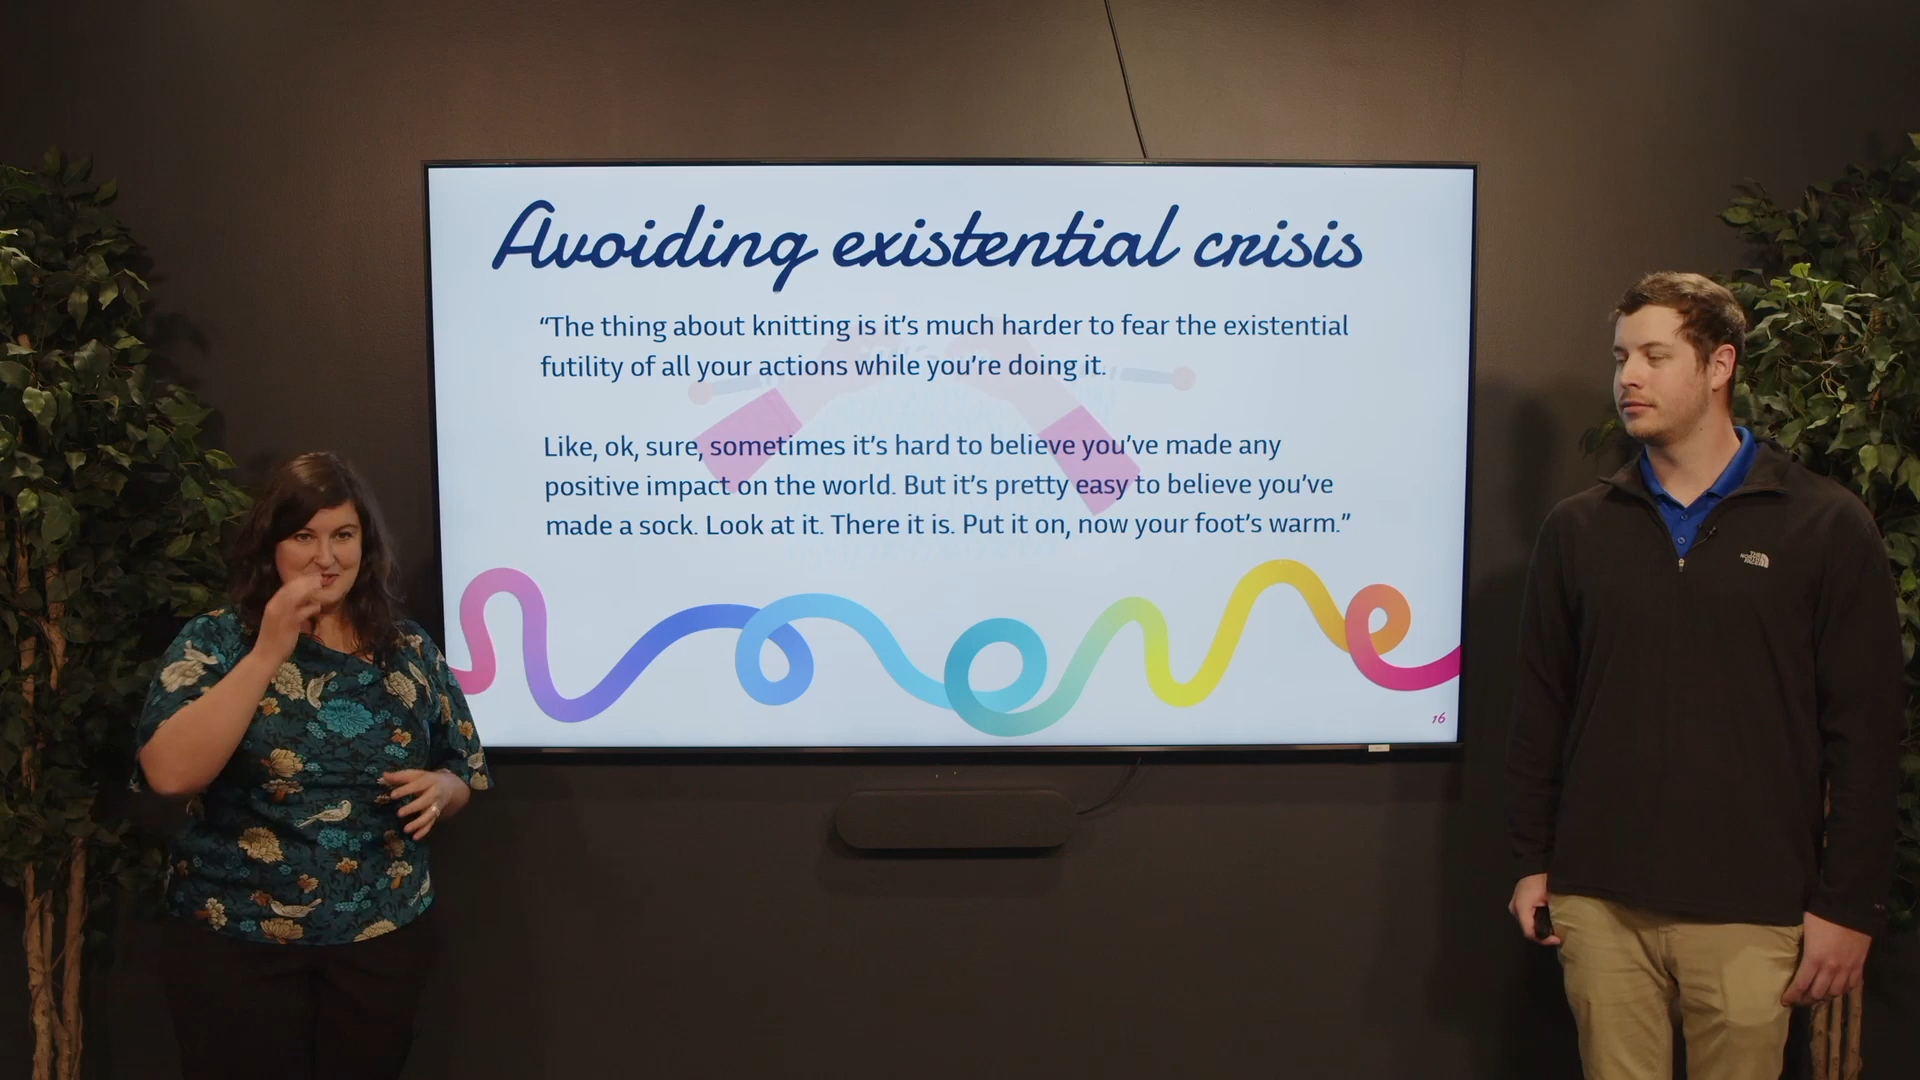 Avoiding existential crisis
“The thing about knitting is it’s much harder to fear the existential
futility of all your actions while you’re doing it.
Like, ok, sure, sometimes it’s hard to believe you’ve made any
positive impact on the world. But it’s pretty easy to believe you’ve
made a sock. Look at it. There it is. Put it on, now your foot’s warm.”
16
THE
NORTH
FACE